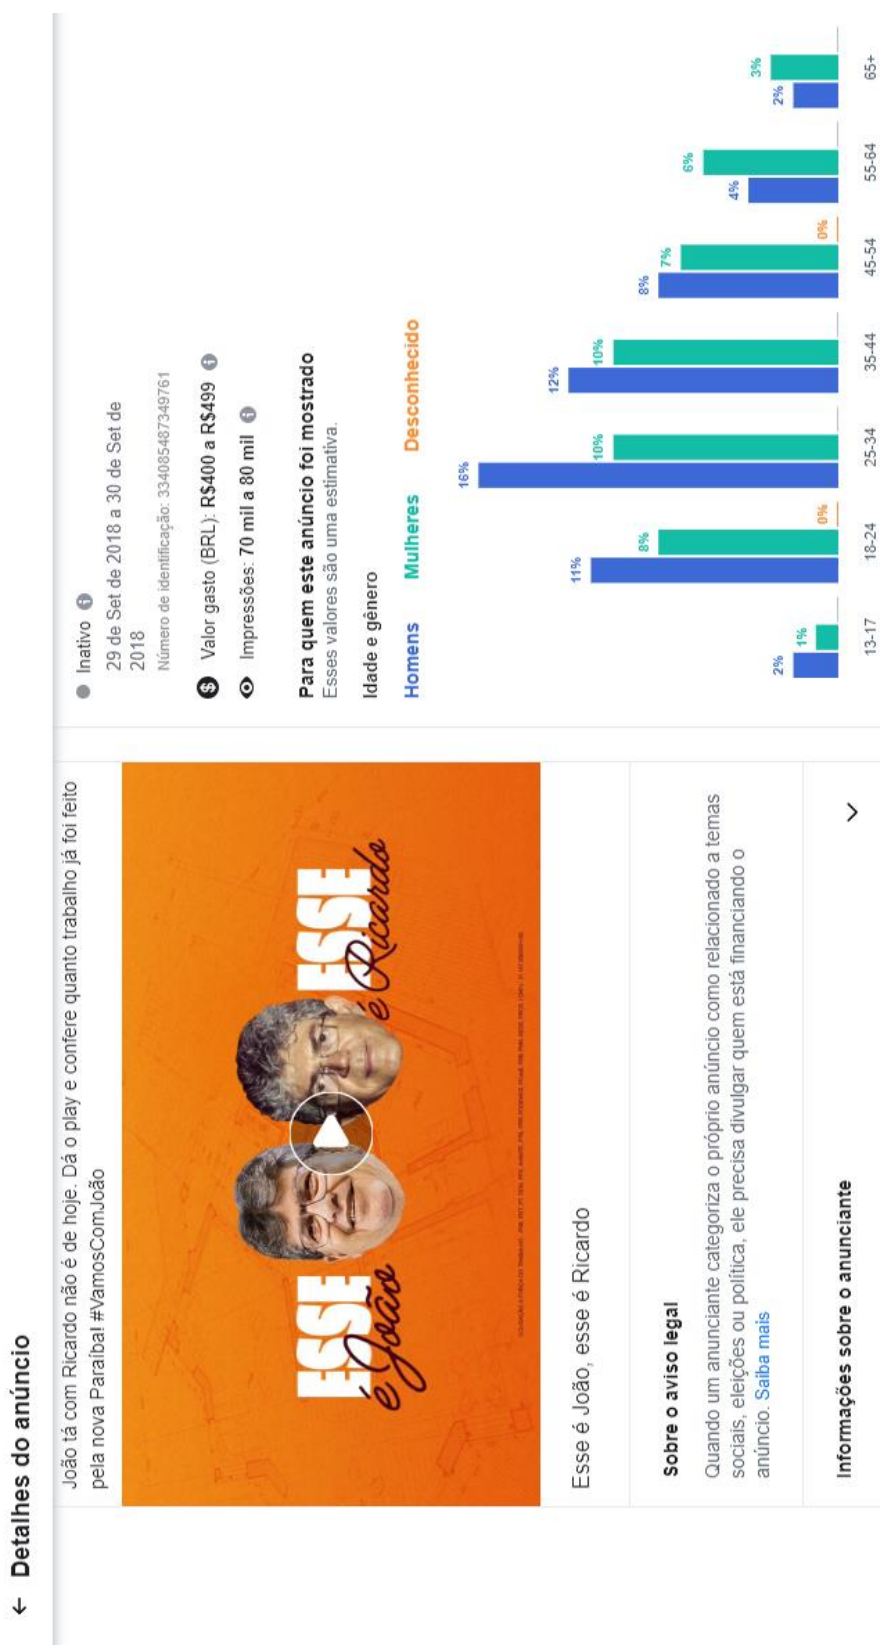 ← Detalhes do anúncio
João tá com Ricardo não é de hoje. Dá o play e confere quanto trabalho já foi feito
pela nova Paraíba! #VamosComJoão
ESSE
é João
ESSE
é Ricardo
Esse é João, esse é Ricardo
Sobre o aviso legal
Quando um anunciante categoriza o próprio anúncio como relacionado a temas
sociais, eleições ou política, ele precisa divulgar quem está financiando o
anúncio. Saiba mais
Informações sobre o anunciante
Inativo
29 de Set de 2018 a 30 de Set de
2018
Número de identificação: 334085487349761
Valor gasto (BRL): R$400 a R$499
Impressões: 70 mil a 80 mil
Para quem este anúncio foi mostrado
Esses valores são uma estimativa.
Idade e gênero
Homens Mulheres Desconhecido
2% 1% 11% 8% 0% 16% 10% 12% 10% 8% 7% 0% 4% 6% 2% 3%
13-17 18-24 25-34 35-44 45-54 55-64 65+